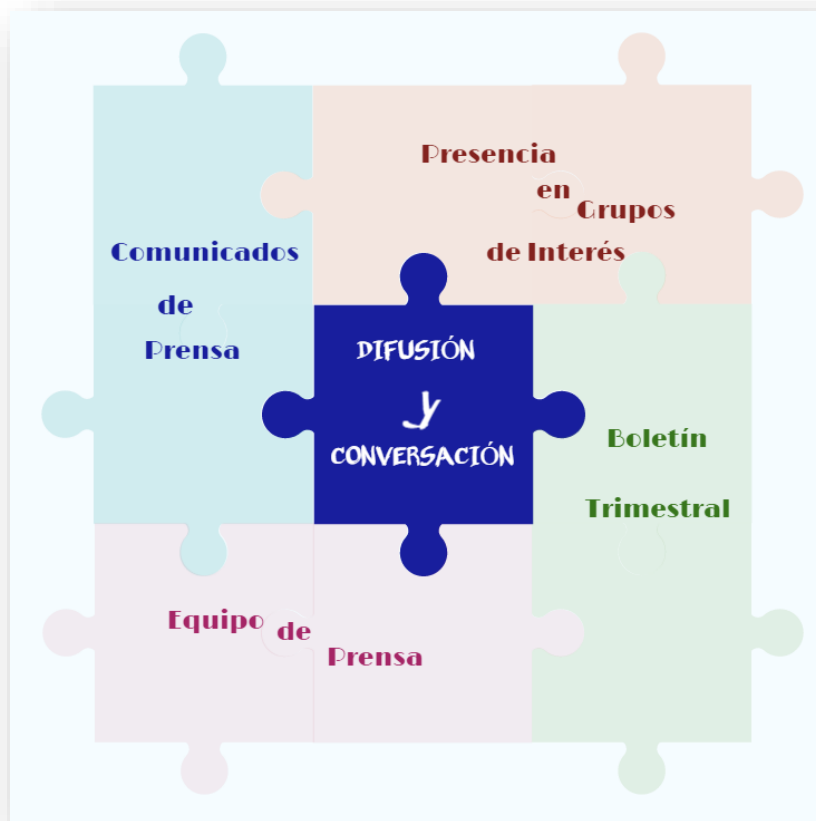 Presencia
en
Grupos
de Interés
Comunicados
de
Prensa
DIFUSIÓN
y
CONVERSACIÓN
Boletín
Trimestral
Equipo
de
Prensa